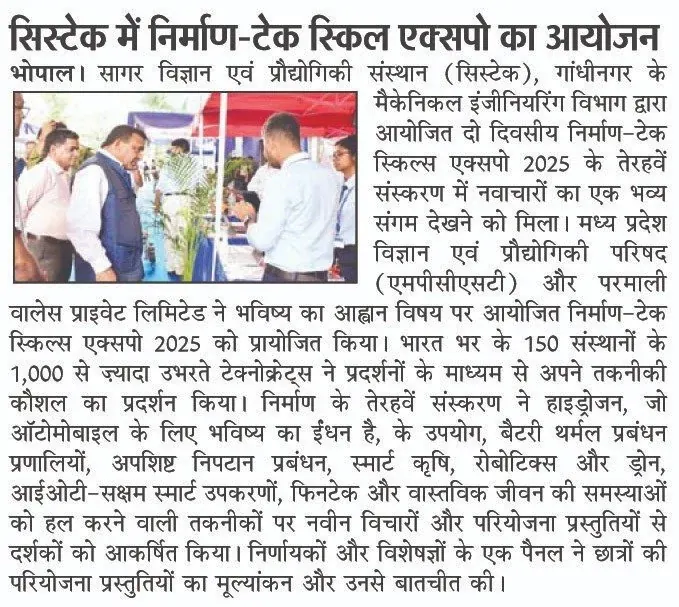 सिस्टेक में निर्माण-टेक स्किल एक्सपो का आयोजन
भोपाल। सागर विज्ञान एवं प्रौद्योगिकी संस्थान (सिस्टेक), गांधीनगर के
मैकेनिकल इंजीनियरिंग विभाग द्वारा
आयोजित दो दिवसीय निर्माण-टेक
स्किल्स एक्सपो 2025 के तेरहवें
संस्करण में नवाचारों का एक भव्य
संगम देखने को मिला। मध्य प्रदेश
विज्ञान एवं प्रौद्योगिकी परिषद
(एमपीसीएसटी) और परमाली
वालेस प्राइवेट लिमिटेड ने भविष्य का आह्वान विषय पर आयोजित निर्माण-टेक
स्किल्स एक्सपो 2025 को प्रायोजित किया। भारत भर के 150 संस्थानों के
1,000 से ज़्यादा उभरते टेक्नोक्रेट्स ने प्रदर्शनों के माध्यम से अपने तकनीकी
कौशल का प्रदर्शन किया। निर्माण के तेरहवें संस्करण ने हाइड्रोजन, जो
ऑटोमोबाइल के लिए भविष्य का ईंधन है, के उपयोग, बैटरी थर्मल प्रबंधन
प्रणालियों, अपशिष्ट निपटान प्रबंधन, स्मार्ट कृषि, रोबोटिक्स और ड्रोन,
आईओटी-सक्षम स्मार्ट उपकरणों, फिनटेक और वास्तविक जीवन की समस्याओं
को हल करने वाली तकनीकों पर नवीन विचारों और परियोजना प्रस्तुतियों से
दर्शकों को आकर्षित किया। निर्णायकों और विशेषज्ञों के एक पैनल ने छात्रों की
परियोजना प्रस्तुतियों का मूल्यांकन और उनसे बातचीत की।